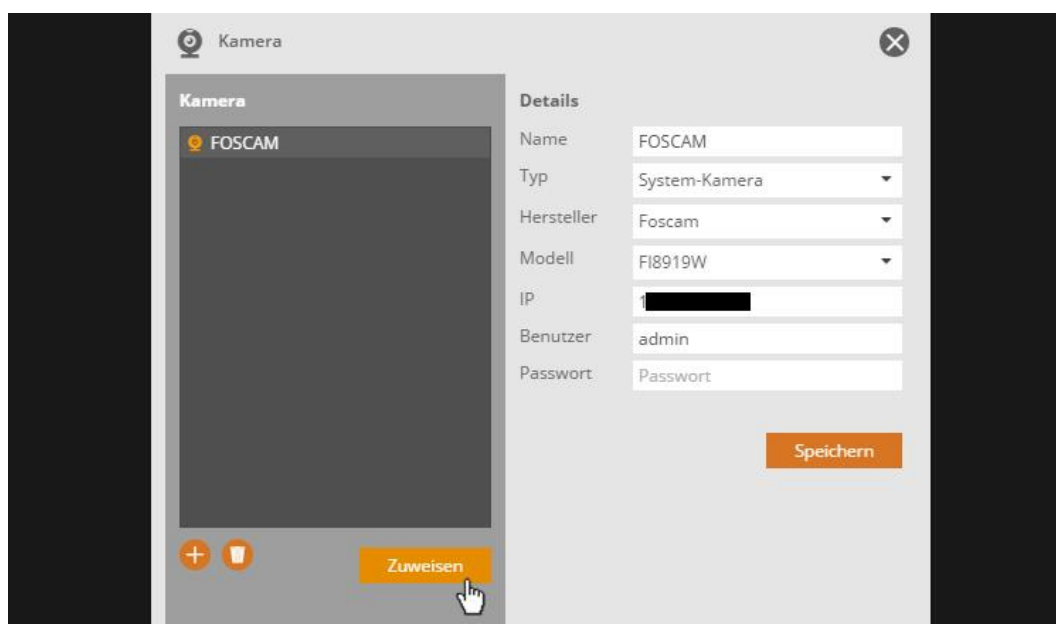 Kamera
Kamera
FOSCAM
Zuweisen
Details
Name FOSCAM
Typ System-Kamera
Hersteller Foscam
Modell FI8919W
IP 1
Benutzer admin
Passwort Passwort
Speichern